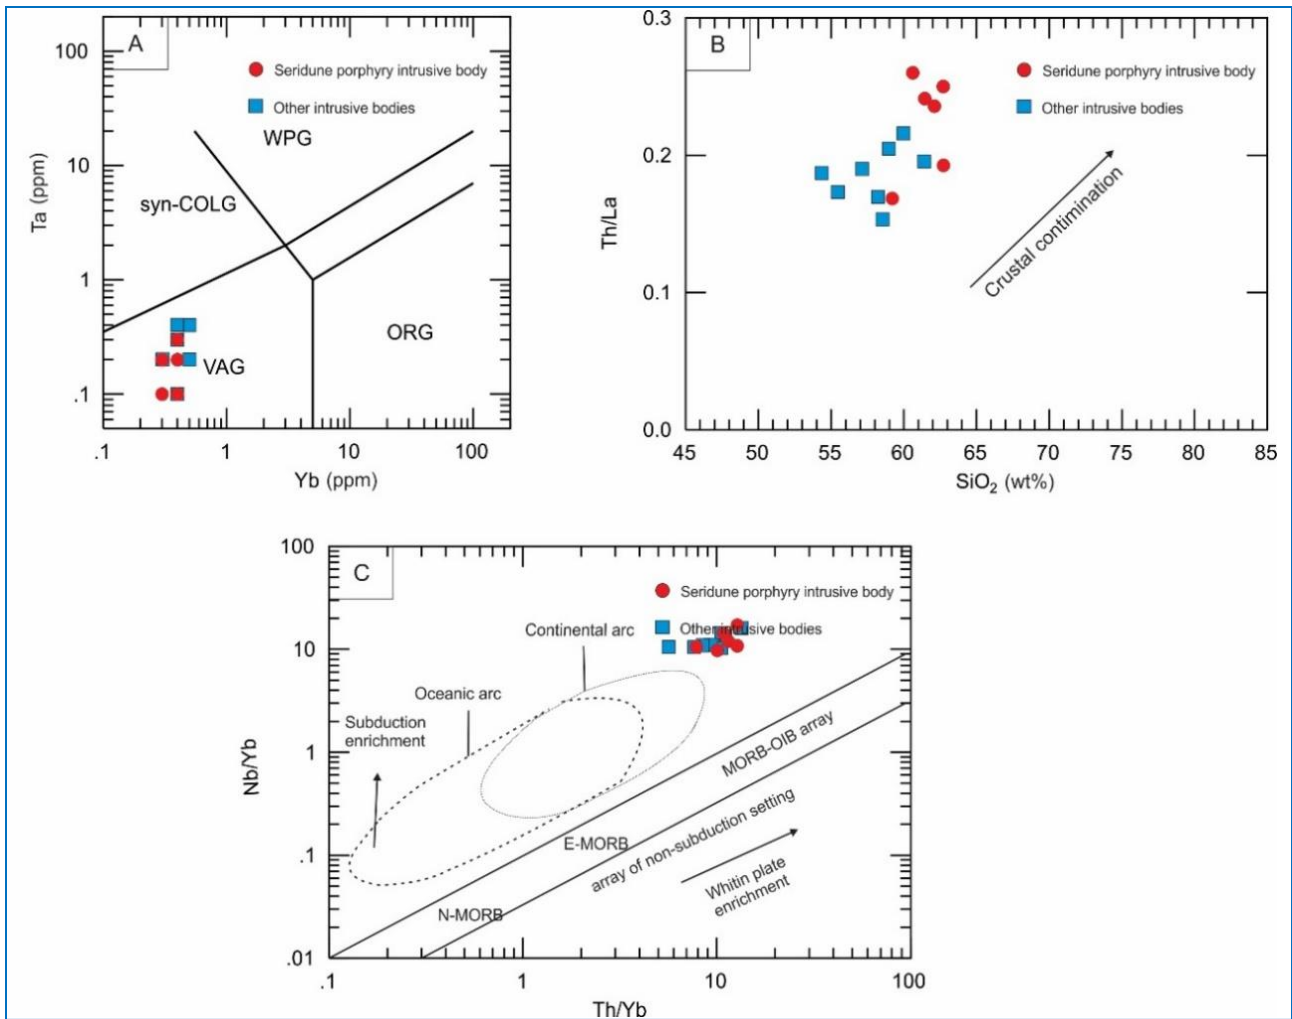 A
Seridune porphyry intrusive body
Other intrusive bodies
WPG
syn-COLG
VAG
ORG
100
10
1
.1
Ta (ppm)
.1 1 10 100
Yb (ppm)
B
Seridune porphyry intrusive body
Other intrusive bodies
Crustal contimination
0.3
0.2
0.1
0.0
Th/La
45 50 55 60 65 70 75 80 85
SiO₂ (wt%)
C
Seridune porphyry intrusive body
Other intrusive bodies
Continental arc
Oceanic arc
Subduction
enrichment
MORB-OIB array
E-MORB
array of non-subduction setting
Whitin plate
enrichment
N-MORB
100
10
1
.1
.01
Nb/Yb
.1 1 10 100
Th/Yb